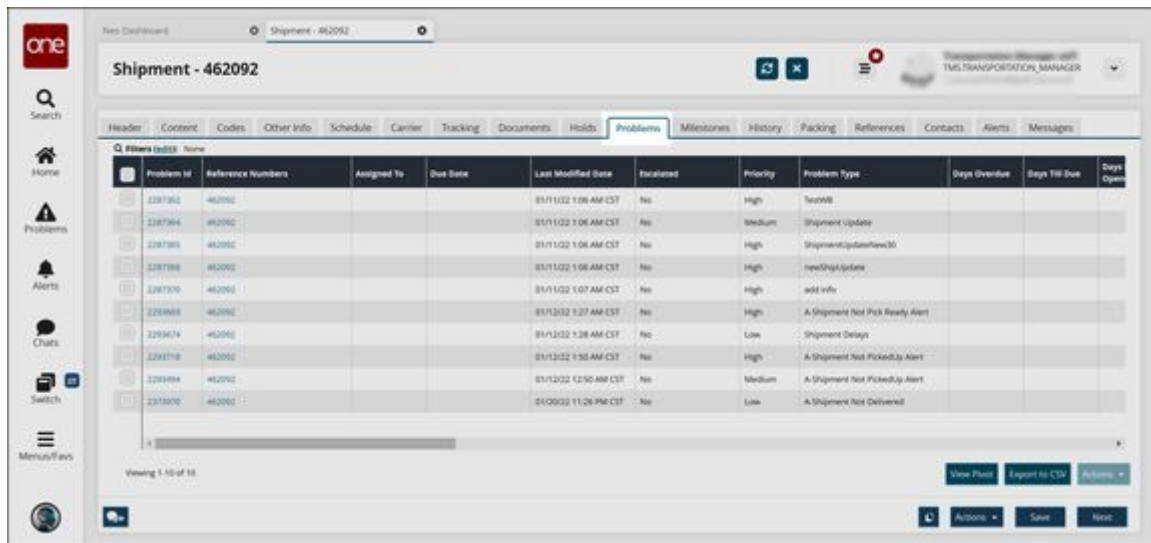 one
Neo Dashboard
Shipment - 462092
Shipment - 462092
TMS.TRANSPORTATION_MANAGER
Search
Home
Problems
Alerts
Chats
Switch
Menus/Favs
Header Content Codes Other Info Schedule Carrier Tracking Documents Holds Problems Milestones History Packing References Contacts Alerts Messages
Filters (edit): None
Problem Id Reference Numbers Assigned To Due Date Last Modified Date Escalated Priority Problem Type Days Overdue Days Till Due Days Open
2287362 462092 01/11/22 1:06 AM CST No High TestWB
2287364 462092 01/11/22 1:06 AM CST No Medium Shipment Update
2287365 462092 01/11/22 1:06 AM CST No High ShipmentUpdateNew30
462092 01/11/22 1:06 AM CST No High newShipUpdate
2287370 462092 01/11/22 1:07 AM CST No High add info
462092 01/12/22 1:27 AM CST No High A-Shipment Not Pick Ready Alert
2293674 462092 01/12/22 1:28 AM CST No Low Shipment Delays
2293718 462092 01/12/22 1:50 AM CST No High A-Shipment Not PickedUp Alert
462092 01/12/22 12:50 AM CST No Medium A-Shipment Not PickedUp Alert
2373970 462092 01/20/22 11:26 PM CST No Low A-Shipment Not Delivered
Viewing 1-10 of 10
View Pivot Export to CSV Actions
Actions Save Next